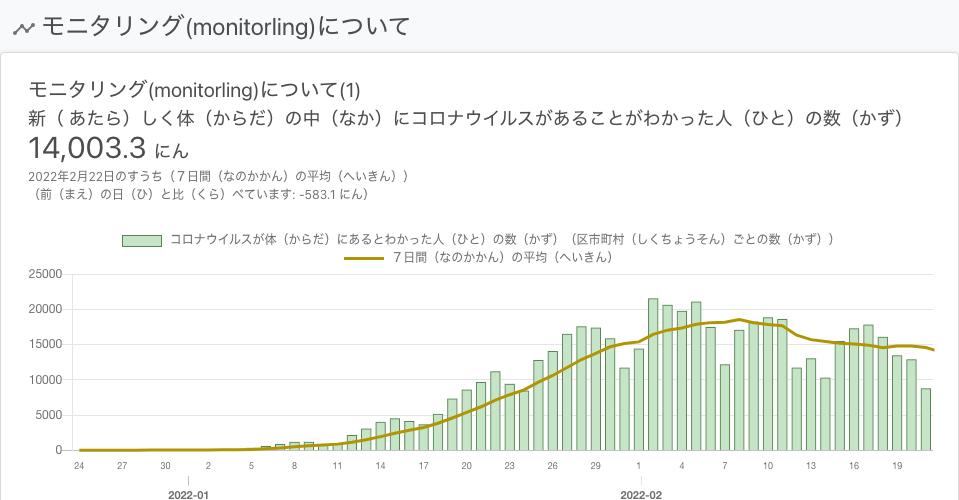 モニタリング(monitorling)について
モニタリング(monitorling)について(1)
新（ あたら）しく体（からだ）の中（なか）にコロナウイルスがあることがわかった人（ひと）の数（かず）
14,003.3 にん
2022年2月22日のすうち（７日間（なのかかん）の平均（へいきん））
（前（まえ）の日（ひ）と比（くら）べています: -583.1 にん）
コロナウイルスが体（からだ）にあるとわかった人（ひと）の数（かず）（区市町村（しくちょうそん）ごとの数（かず））
７日間（なのかかん）の平均（へいきん）
25000
20000
15000
10000
5000
0
24 27 30 2 5 8 11 14 17 20 23 26 29 1 4 7 10 13 16 19
2022-01 2022-02